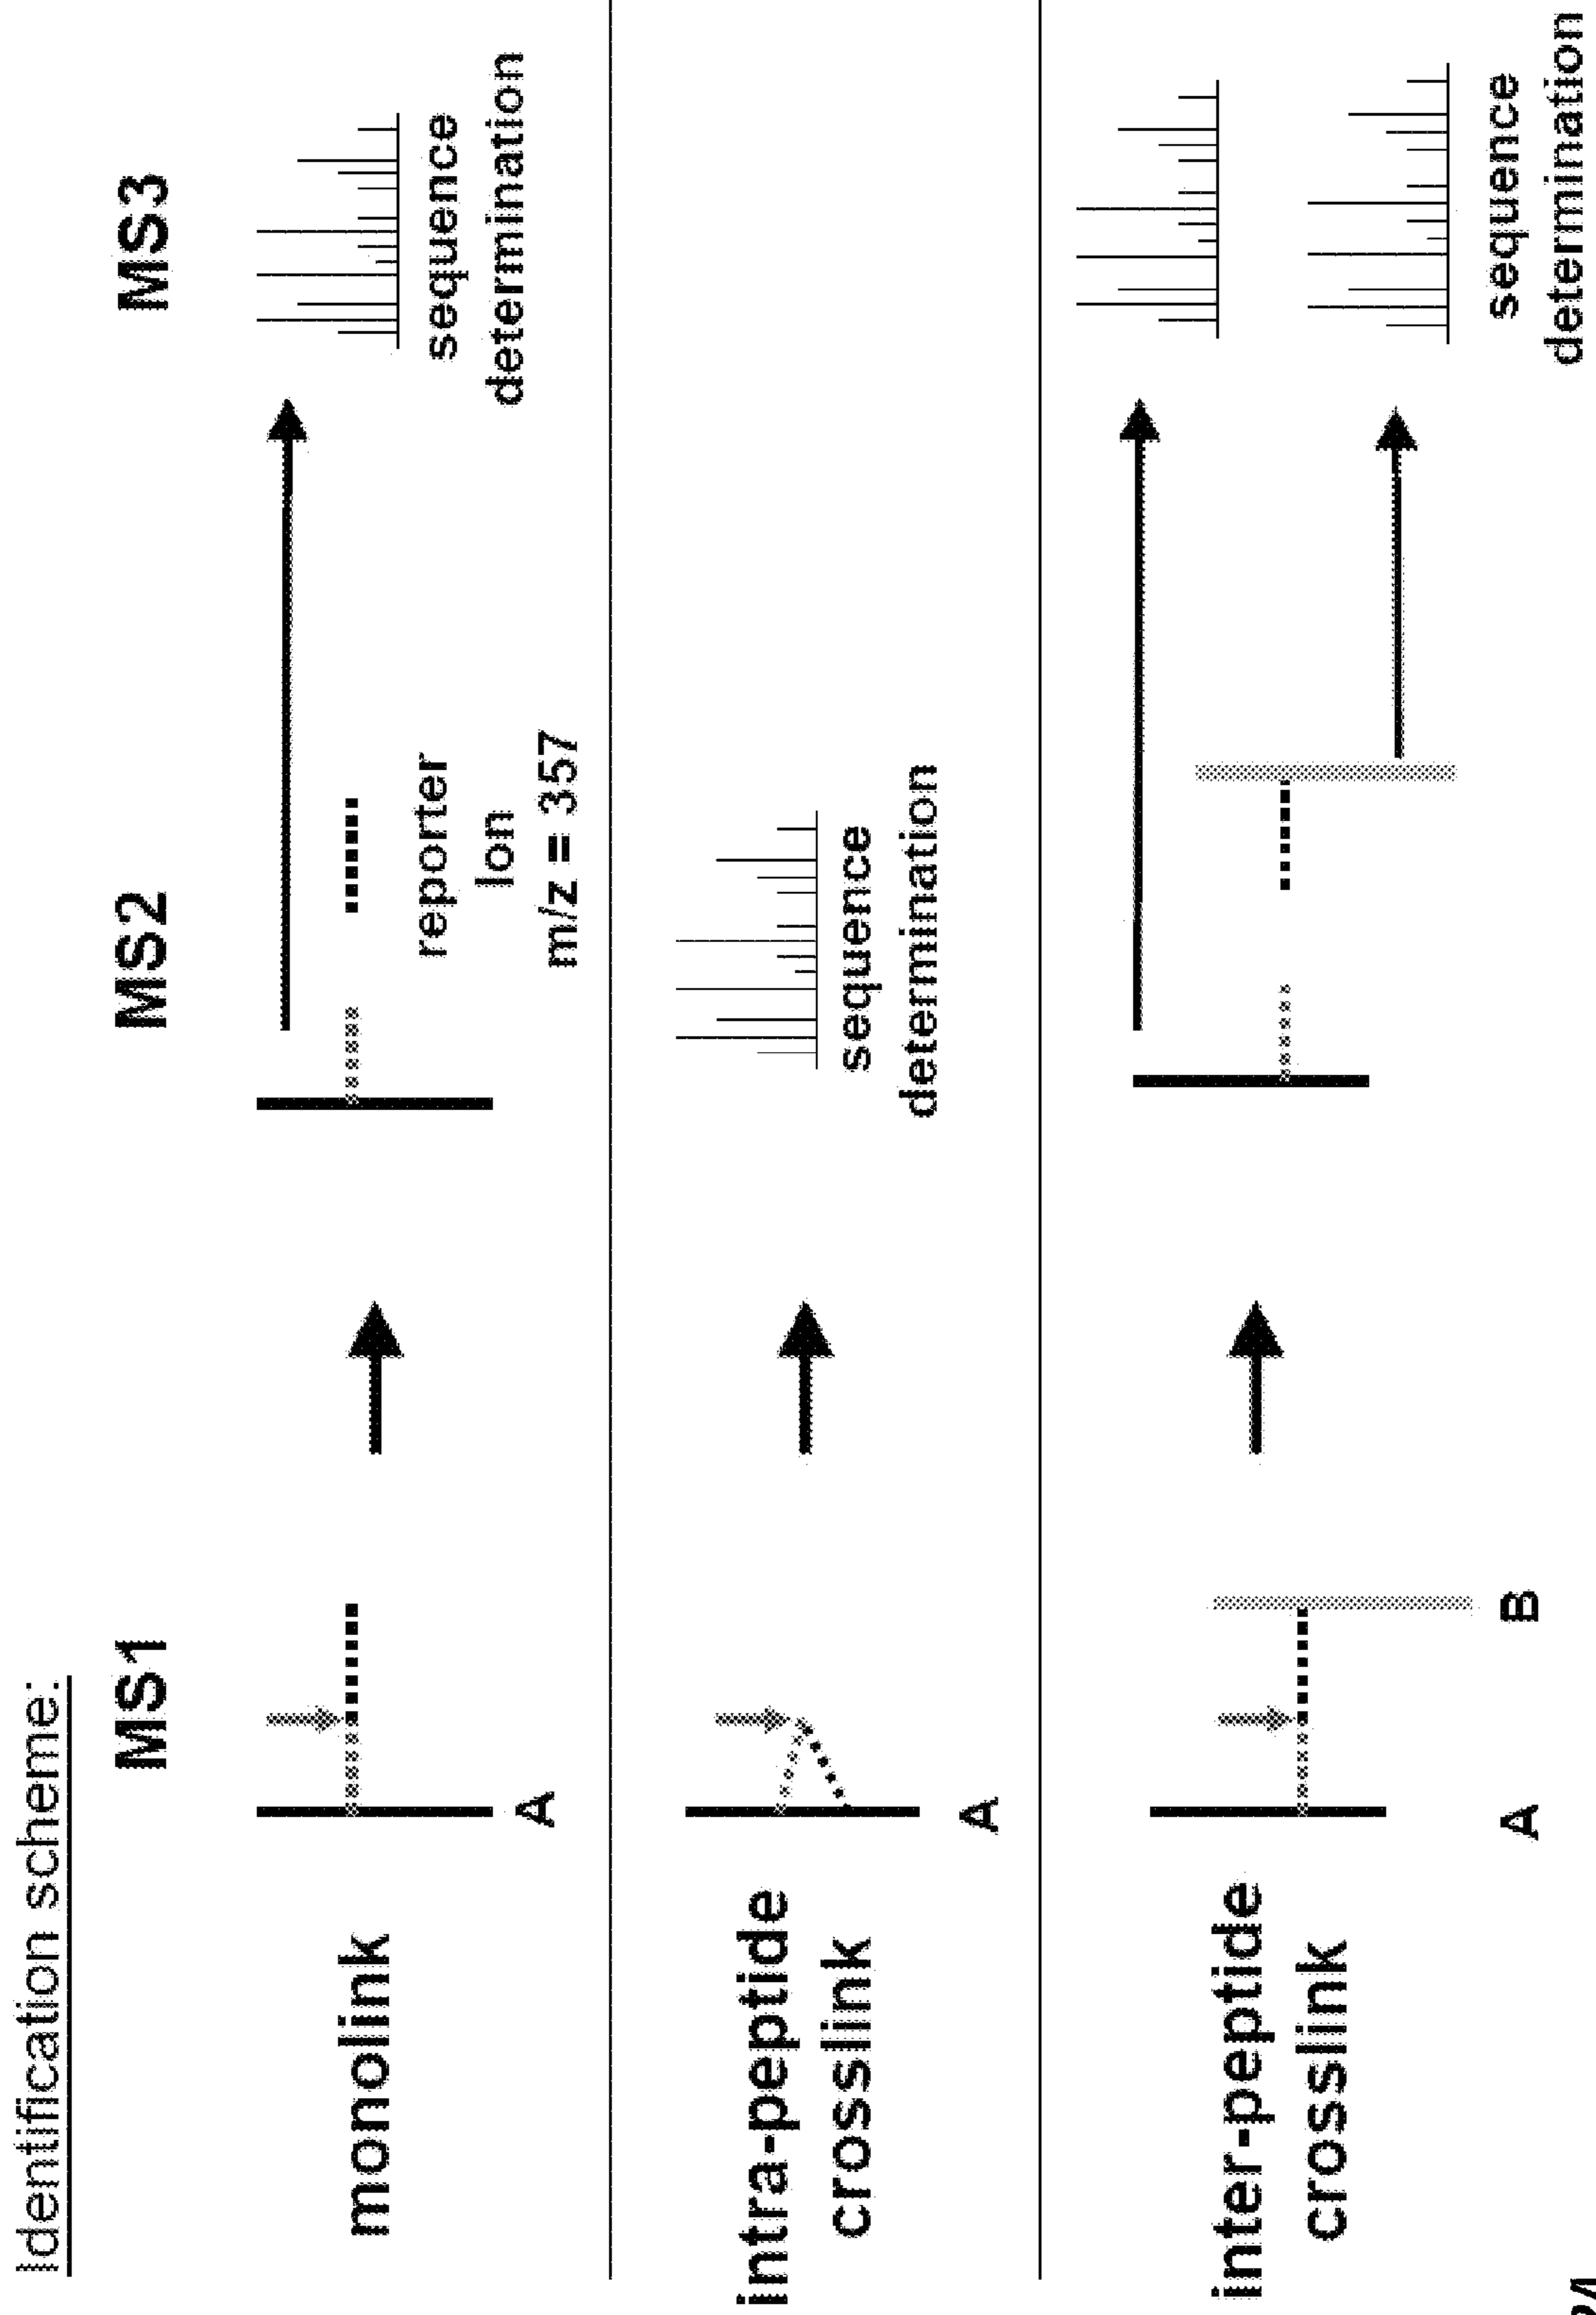 Identification scheme:
MS1
MS2
MS3
monolink
A
reporter
Ion
m/z = 357
sequence
determination
intra-peptide
crosslink
A
sequence
determination
inter-peptide
crosslink
A
B
sequence
determination